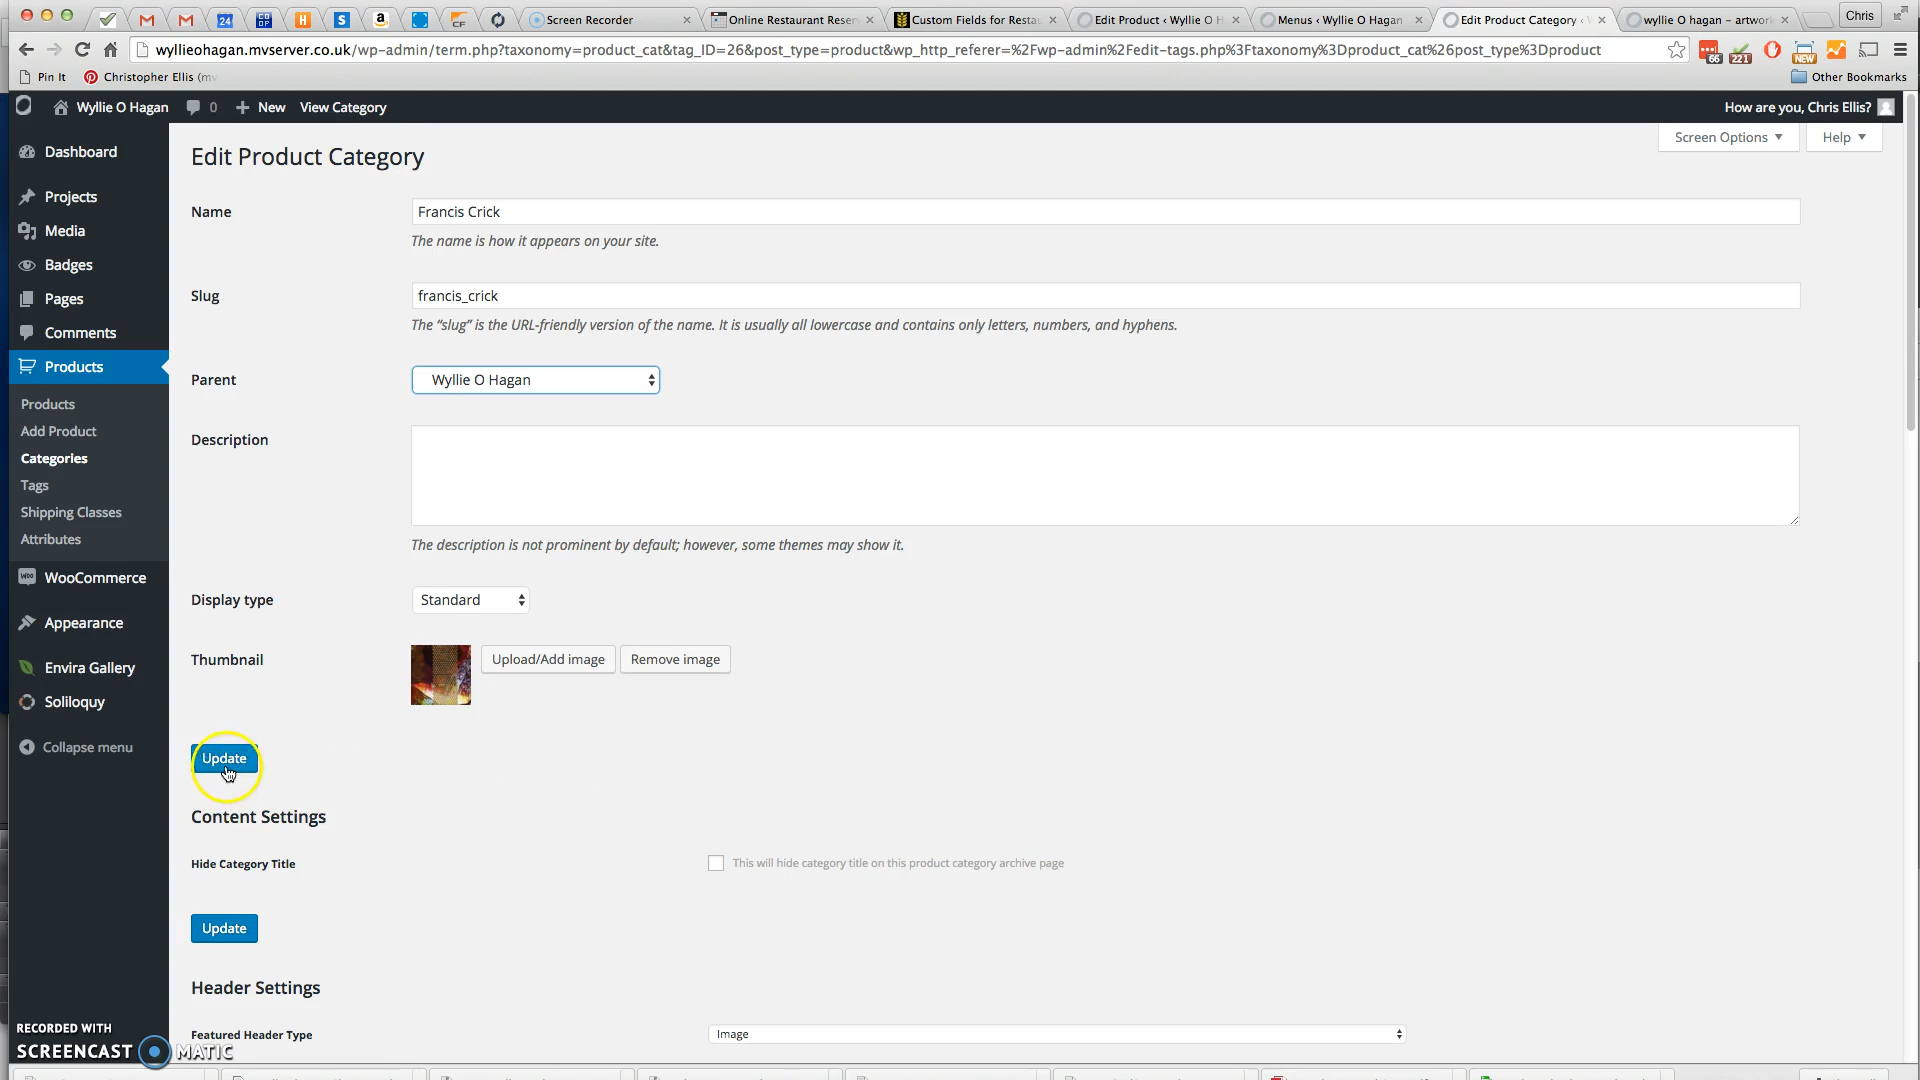 Screen Recorder
Online Restaurant Reser
Custom Fields for Restau
Edit Product ‹ Wyllie O H
Menus ‹ Wyllie O Hagan
Edit Product Category ‹
wyllie O hagan – artwor
Chris
wyllieohagan.mvserver.co.uk/wp-admin/term.php?taxonomy=product_cat&tag_ID=26&post_type=product&wp_http_referer=%2Fwp-admin%2Fedit-tags.php%3Ftaxonomy%3Dproduct_cat%26post_type%3Dproduct
66
221
NEW
Pin It
Christopher Ellis (mv
Other Bookmarks
Wyllie O Hagan
0
New
View Category
How are you, Chris Ellis?
Screen Options
Help
Dashboard
Projects
Media
Badges
Pages
Comments
Products
Products
Add Product
Categories
Tags
Shipping Classes
Attributes
WooCommerce
Appearance
Envira Gallery
Soliloquy
Collapse menu
Edit Product Category
Name
Francis Crick
The name is how it appears on your site.
Slug
francis_crick
The “slug” is the URL-friendly version of the name. It is usually all lowercase and contains only letters, numbers, and hyphens.
Parent
Wyllie O Hagan
Description
The description is not prominent by default; however, some themes may show it.
Display type
Standard
Thumbnail
Upload/Add image
Remove image
Update
Content Settings
Hide Category Title
This will hide category title on this product category archive page
Update
Header Settings
Featured Header Type
Image
RECORDED WITH
SCREENCAST MATIC